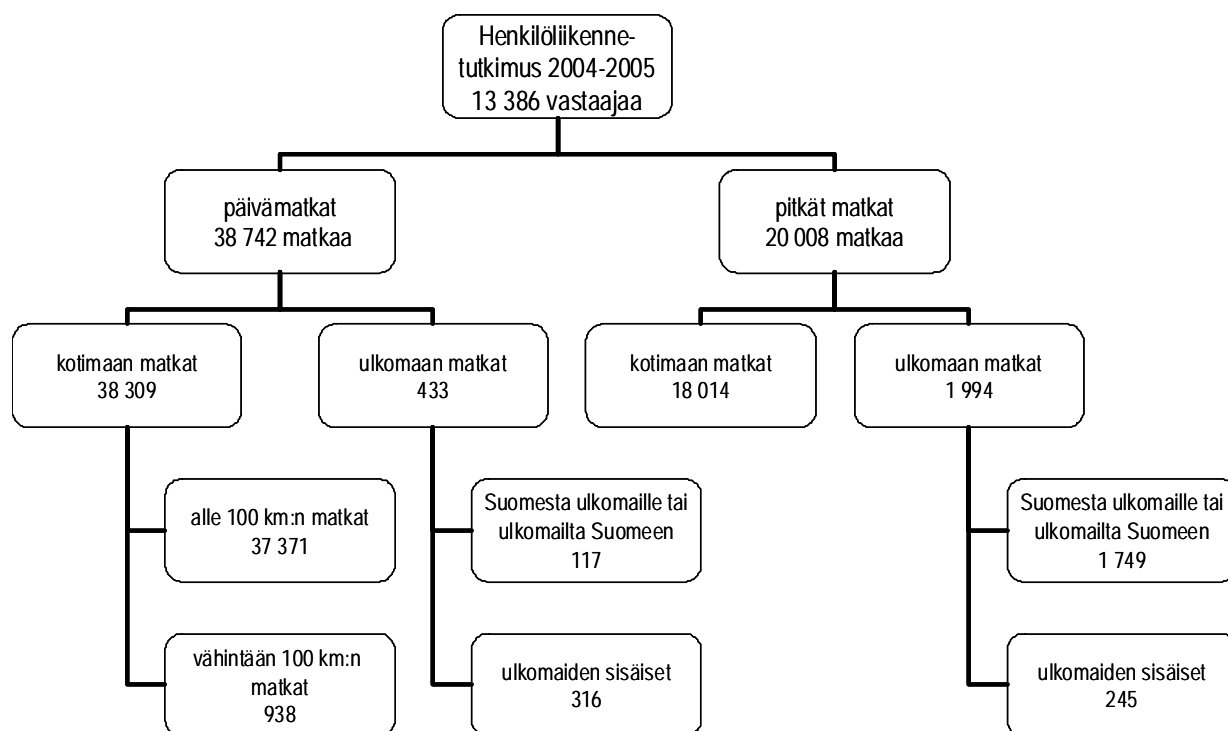 Henkilöliikenne-
tutkimus 2004-2005
13 386 vastaajaa
päivämatkat
38 742 matkaa
pitkät matkat
20 008 matkaa
kotimaan matkat
38 309
ulkomaan matkat
433
kotimaan matkat
18 014
ulkomaan matkat
1 994
alle 100 km:n matkat
37 371
Suomesta ulkomaille tai
ulkomailta Suomeen
117
Suomesta ulkomaille tai
ulkomailta Suomeen
1 749
vähintään 100 km:n
matkat
938
ulkomaiden sisäiset
316
ulkomaiden sisäiset
245